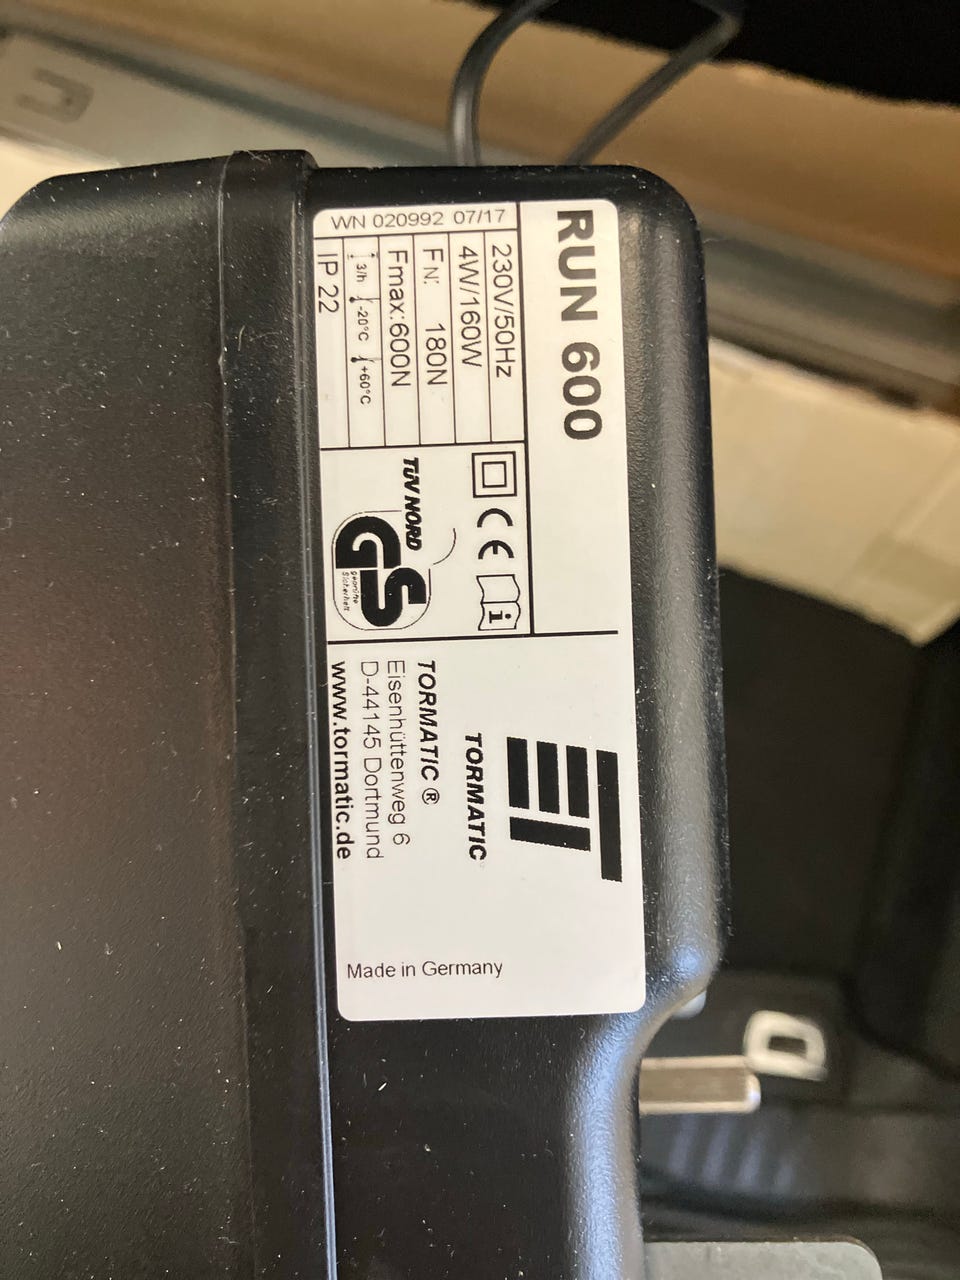 RUN 600
WN 020992 07/17
230V/50Hz
4W/160W
FN: 180N
Fmax:600N
3/h -20°C +60°C
IP 22
CE
i
TÜV NORD
GS
geprüfte
Sicherheit
TORMATIC
TORMATIC ®
Eisenhüttenweg 6
D-44145 Dortmund
www.tormatic.de
Made in Germany